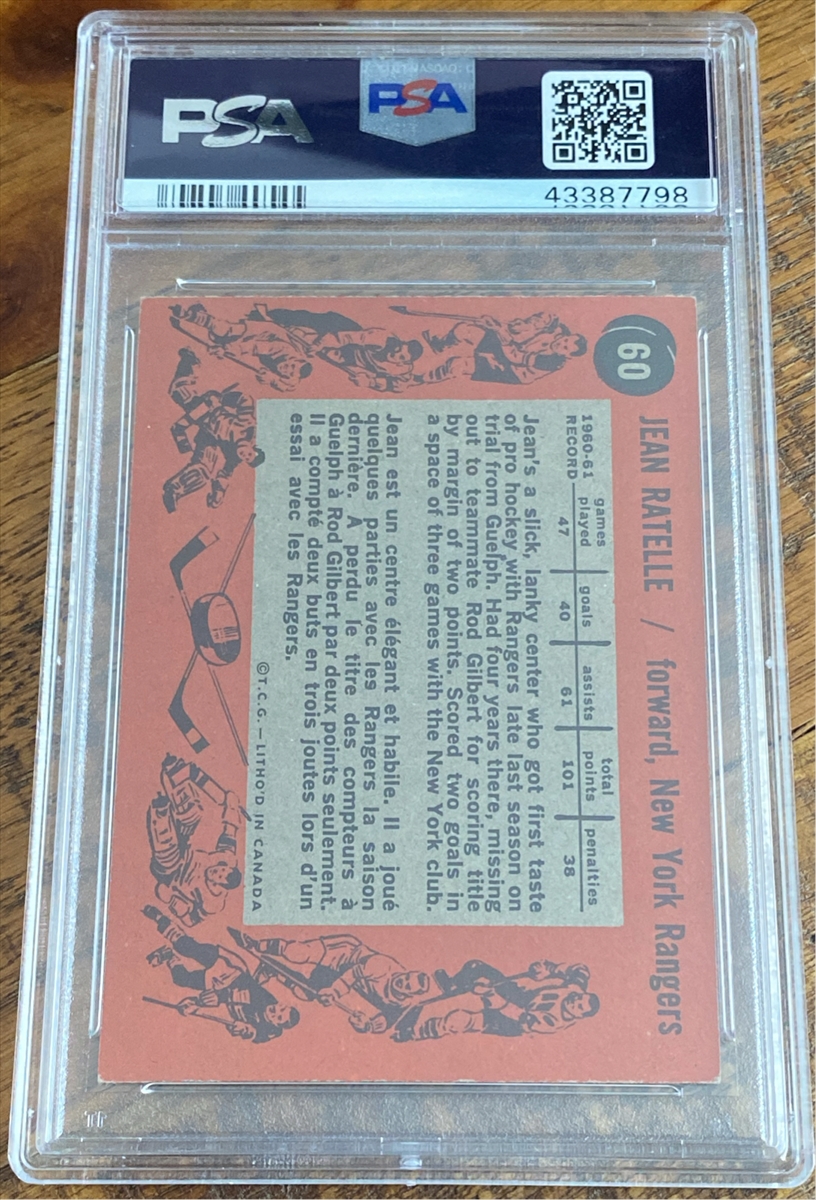 PSA
PSA
43387798
60
JEAN RATELLE / forward, New York Rangers
1960-61 RECORD
games played goals assists total points penalties
47 40 61 101 38
Jean's a slick, lanky center who got first taste
of pro hockey with Rangers late last season on
trial from Guelph. Had four years there, missing
out to teammate Rod Gilbert for scoring title
by margin of two points. Scored two goals in
a space of three games with the New York club.
Jean est un centre élégant et habile. Il a joué
quelques parties avec les Rangers la saison
dernière. A perdu le titre des compteurs à
Guelph à Rod Gilbert par deux points seulement.
Il a compté deux buts en trois joutes lors d'un
essai avec les Rangers.
©T.C.G.—LITHO'D IN CANADA